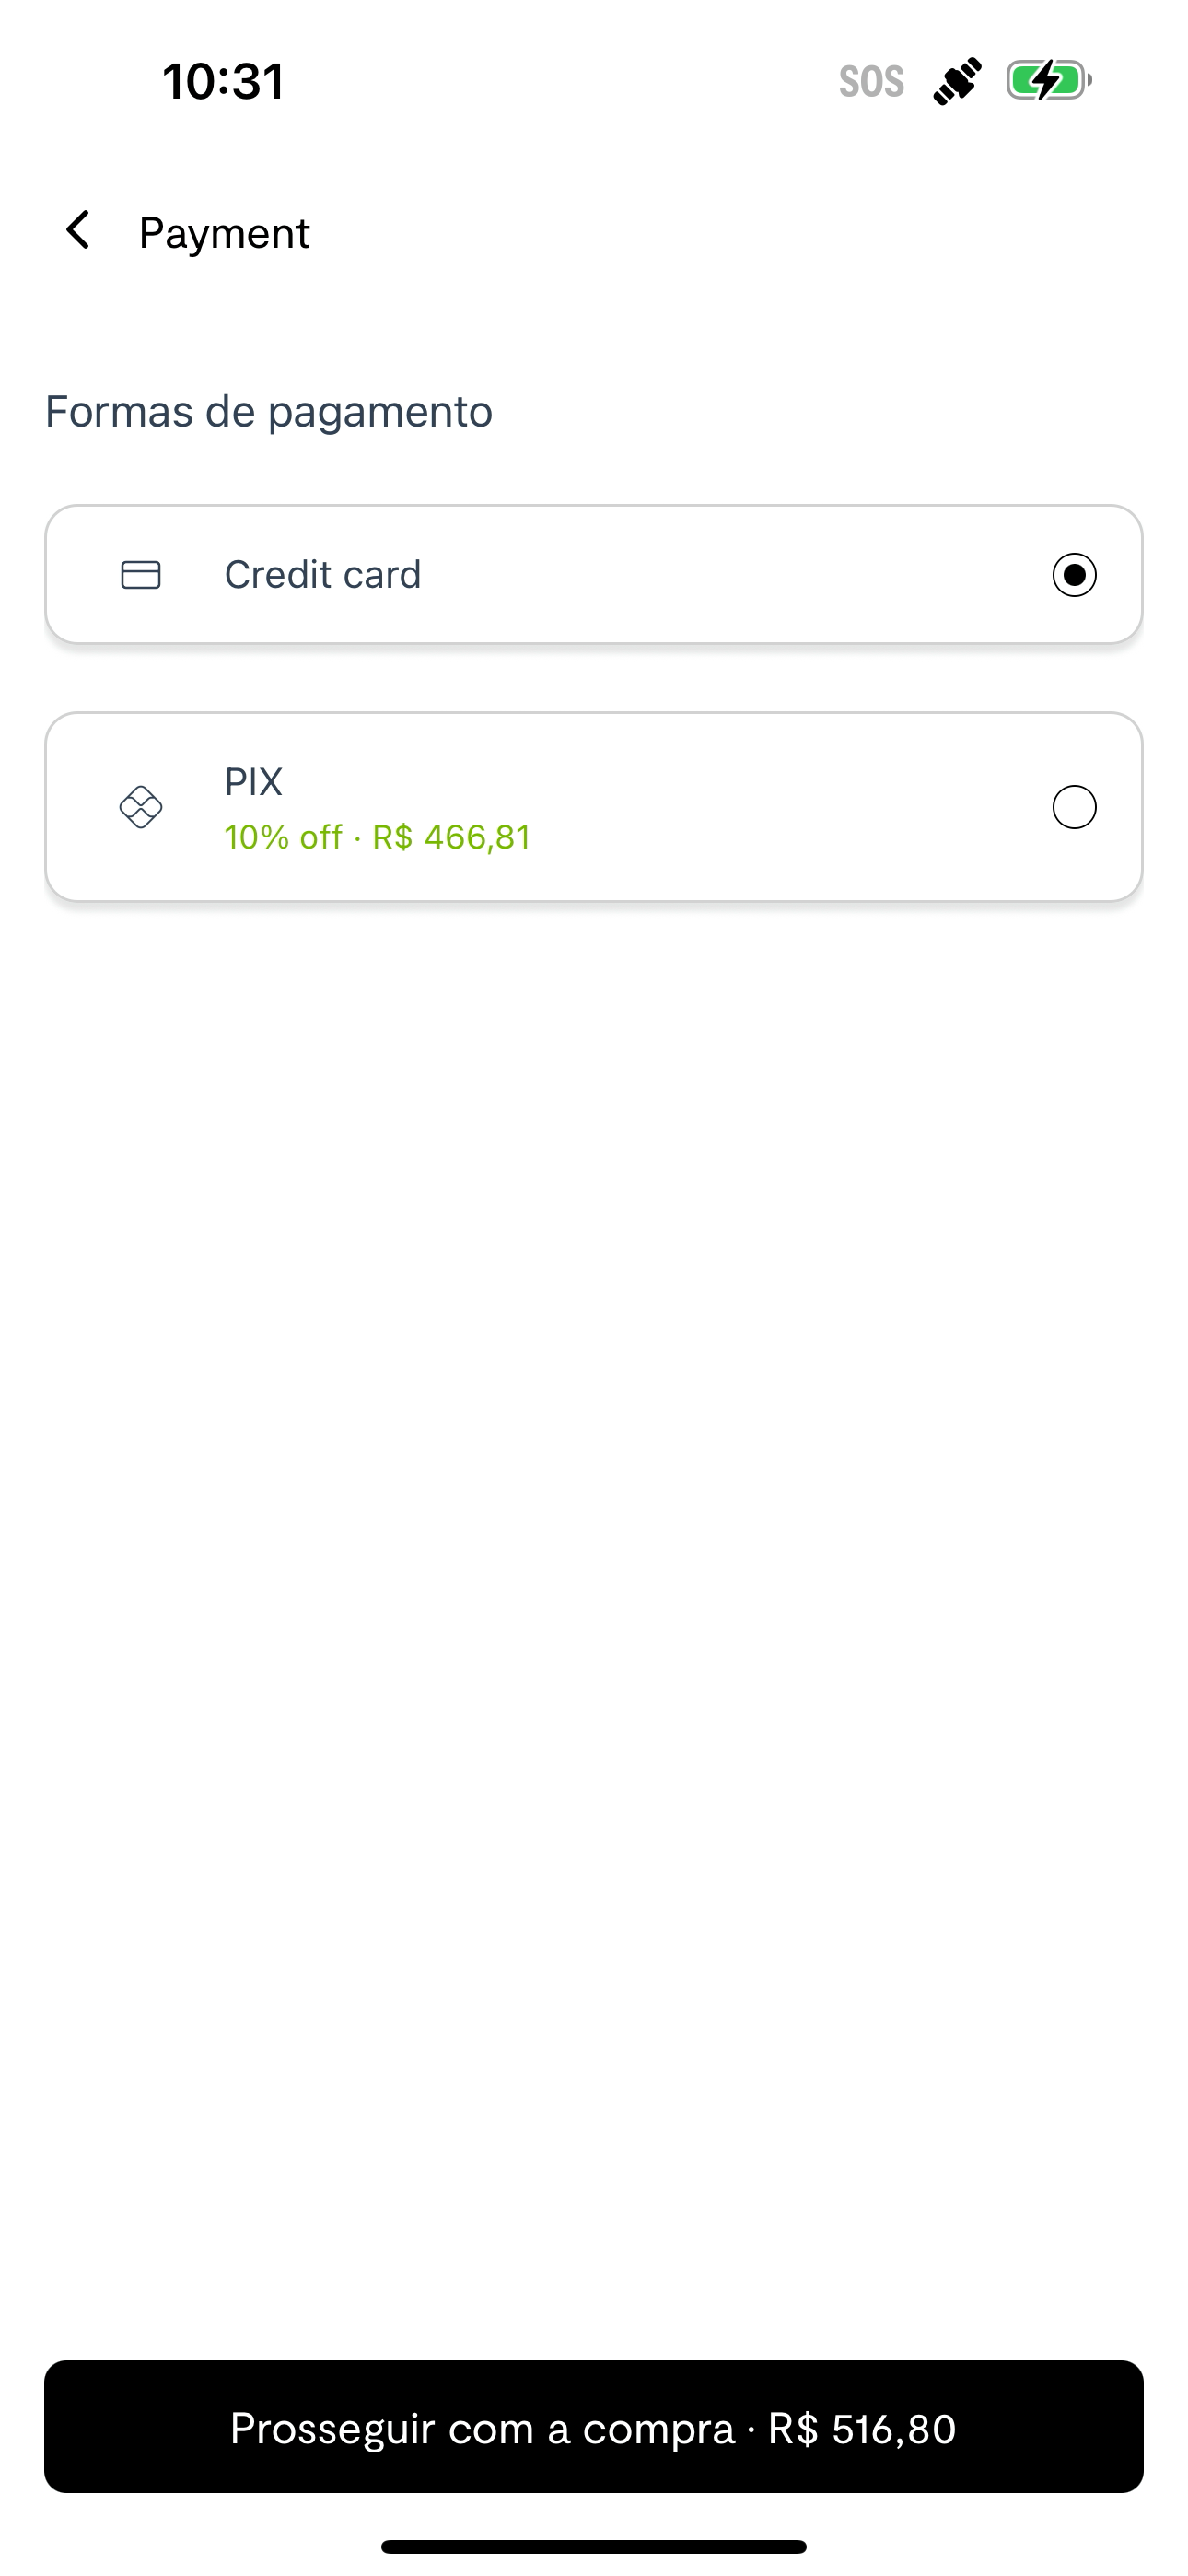 10:31
SOS
Payment
Formas de pagamento
Credit card
PIX
10% off · R$ 466,81
Prosseguir com a compra · R$ 516,80